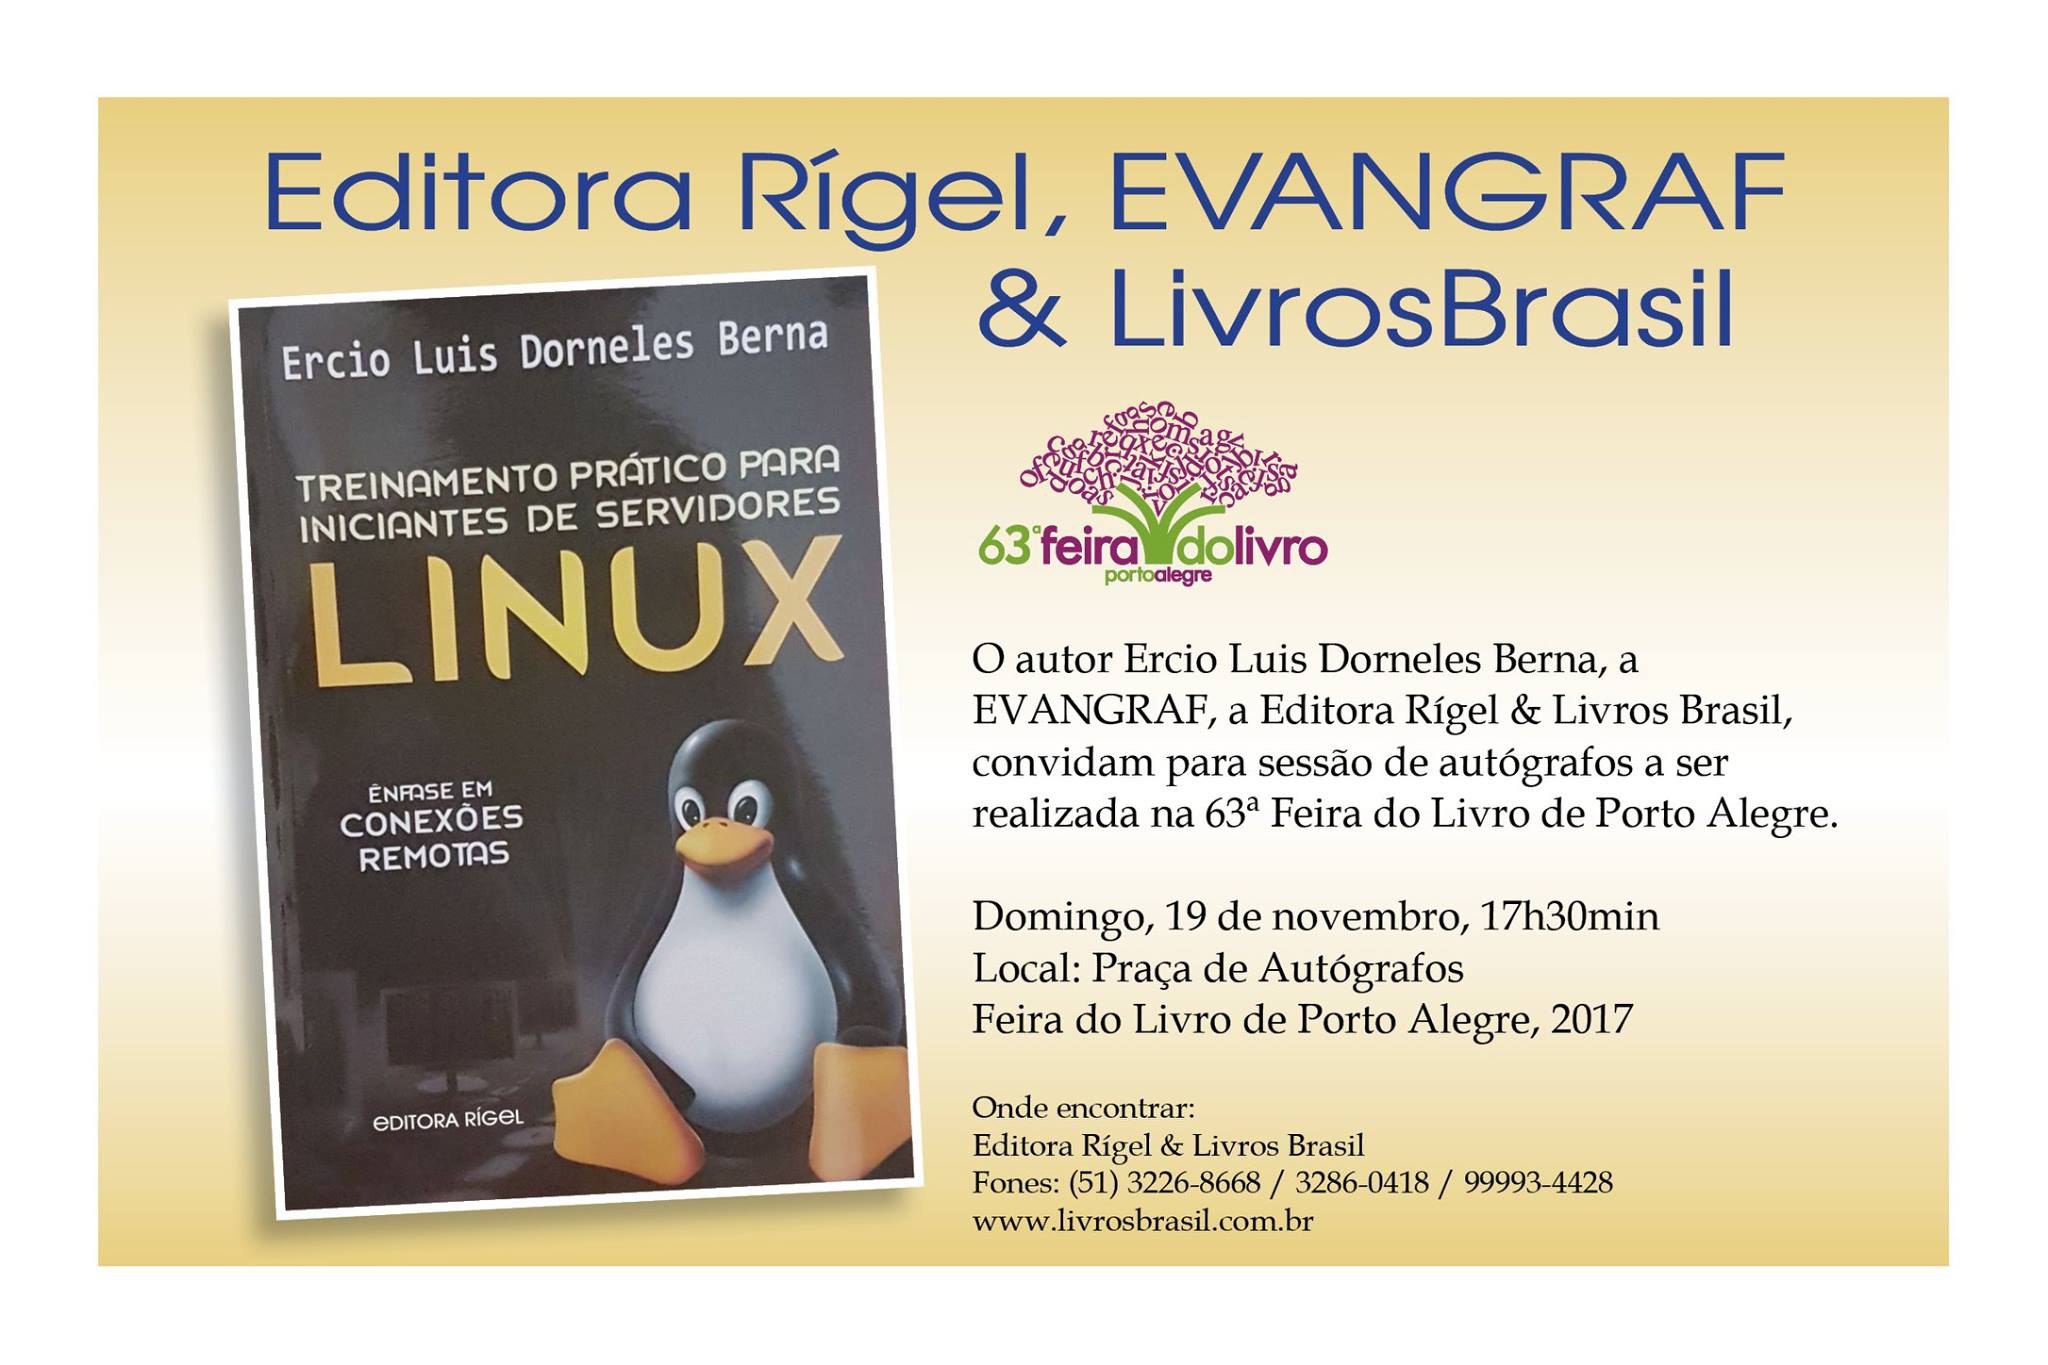 Editora Rígel, EVANGRAF
& LivrosBrasil
Ercio Luis Dorneles Berna
TREINAMENTO PRÁTICO PARA
INICIANTES DE SERVIDORES
LINUX
ÊNFASE EM
CONEXÕES
REMOTAS
EDITORA RÍGEL
63ª feira do livro
portoalegre
O autor Ercio Luis Dorneles Berna, a
EVANGRAF, a Editora Rígel & Livros Brasil,
convidam para sessão de autógrafos a ser
realizada na 63ª Feira do Livro de Porto Alegre.
Domingo, 19 de novembro, 17h30min
Local: Praça de Autógrafos
Feira do Livro de Porto Alegre, 2017
Onde encontrar:
Editora Rígel & Livros Brasil
Fones: (51) 3226-8668 / 3286-0418 / 99993-4428
www.livrosbrasil.com.br